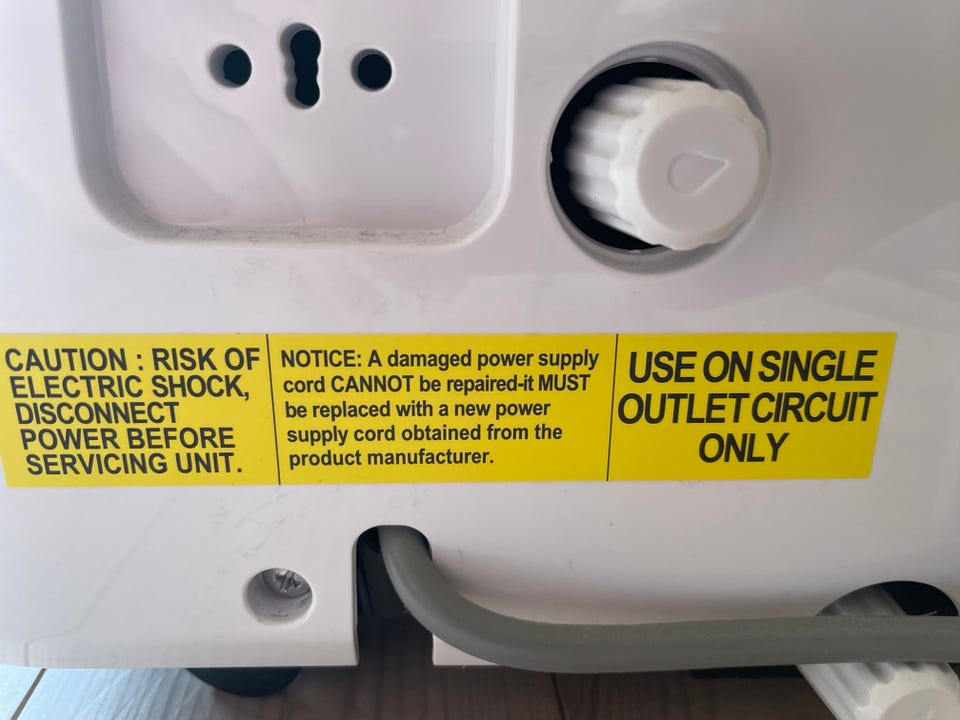 CAUTION : RISK OF
ELECTRIC SHOCK,
DISCONNECT
POWER BEFORE
SERVICING UNIT.
NOTICE: A damaged power supply
cord CANNOT be repaired-it MUST
be replaced with a new power
supply cord obtained from the
product manufacturer.
USE ON SINGLE
OUTLET CIRCUIT
ONLY